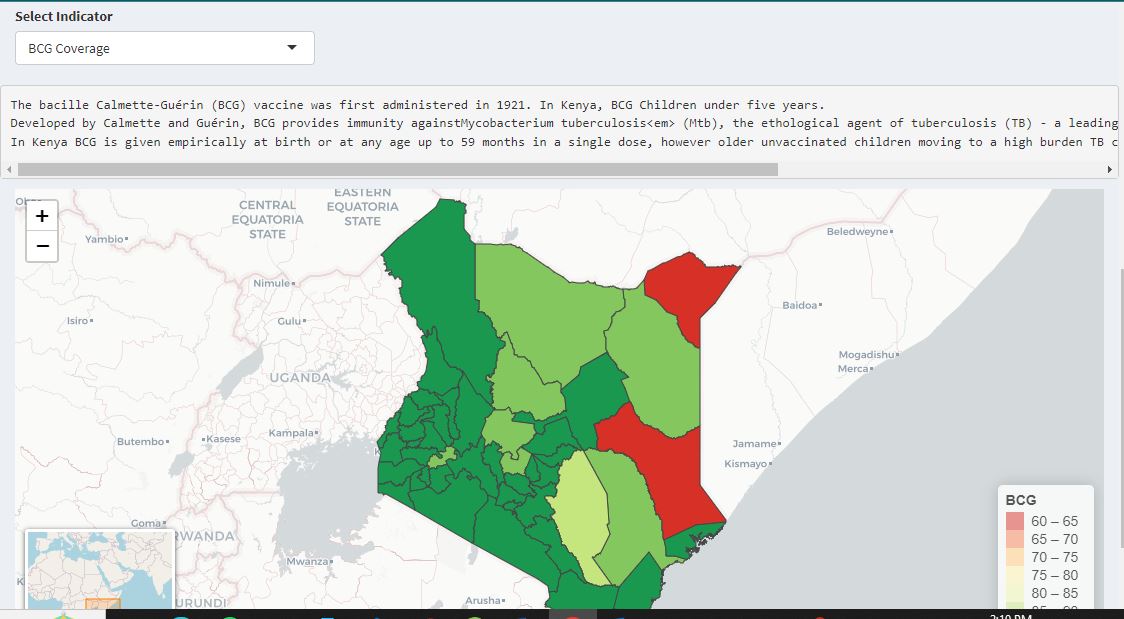 Select Indicator
BCG Coverage
The bacille Calmette-Guérin (BCG) vaccine was first administered in 1921. In Kenya, BCG Children under five years.
Developed by Calmette and Guérin, BCG provides immunity againstMycobacterium tuberculosis<em> (Mtb), the ethological agent of tuberculosis (TB) - a leading
In Kenya BCG is given empirically at birth or at any age up to 59 months in a single dose, however older unvaccinated children moving to a high burden TB c
+
−
CENTRAL
EQUATORIA
STATE
EASTERN
EQUATORIA
STATE
Yambio
Beledweyne
Nimule
Isiro
Gulu
Baidoa
Mogadishu
Merca
UGANDA
Butembo
Kasese
Kampala
Jamame
Kismayo
Goma
RWANDA
Mwanza
URUNDI
Arusha
BCG
60 – 65
65 – 70
70 – 75
75 – 80
80 – 85
85 – 90
2:10 PM